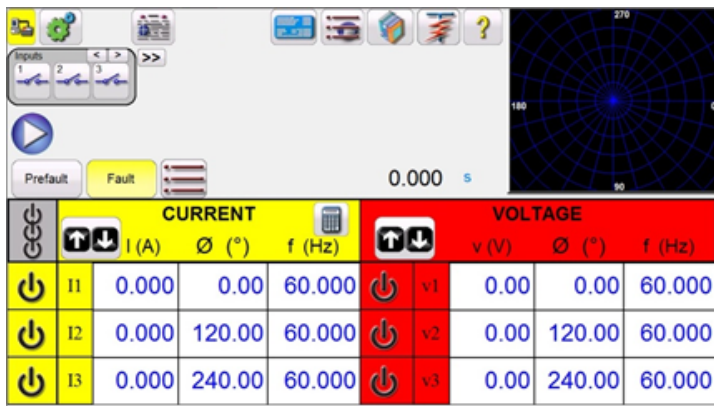 270
?
Inputs < > >>
1 2 3
180 0
Prefault Fault 0.000 s
90
CURRENT VOLTAGE
I (A) Ø (°) f (Hz) v (V) Ø (°) f (Hz)
I1 0.000 0.00 60.000 v1 0.00 0.00 60.000
I2 0.000 120.00 60.000 v2 0.00 120.00 60.000
I3 0.000 240.00 60.000 v3 0.00 240.00 60.000